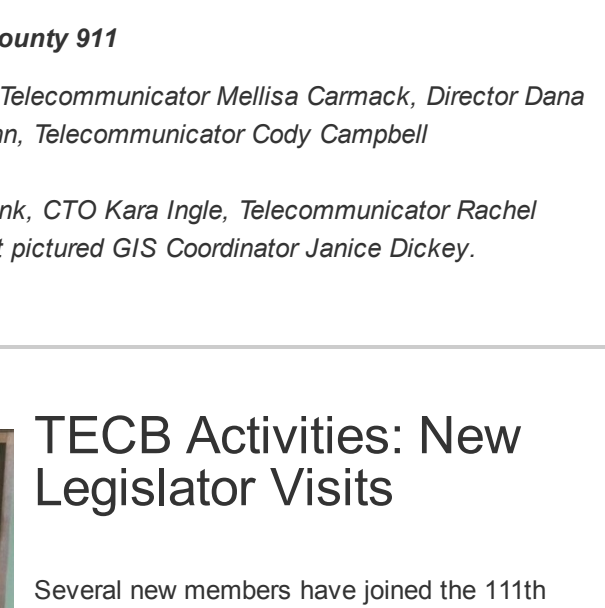 ounty 911
Telecommunicator Mellisa Carmack, Director Dana
Telecommunicator Cody Campbell
CTO Kara Ingle, Telecommunicator Rachel
pictured GIS Coordinator Janice Dickey.
TECB Activities: New
Legislator Visits
Several new members have joined the 111th